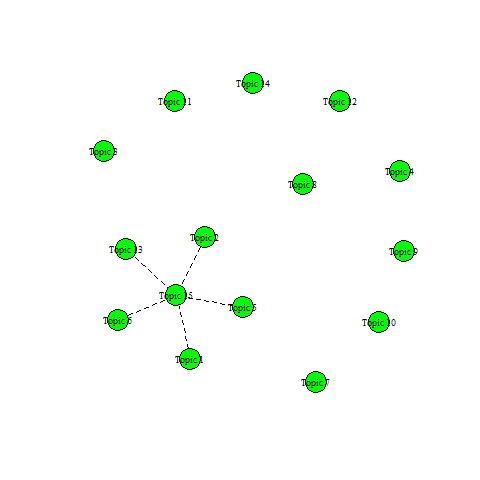 Topic 14
Topic 11
Topic 12
Topic 3
Topic 4
Topic 8
Topic 2
Topic 13
Topic 9
Topic 15
Topic 5
Topic 6
Topic 10
Topic 1
Topic 7